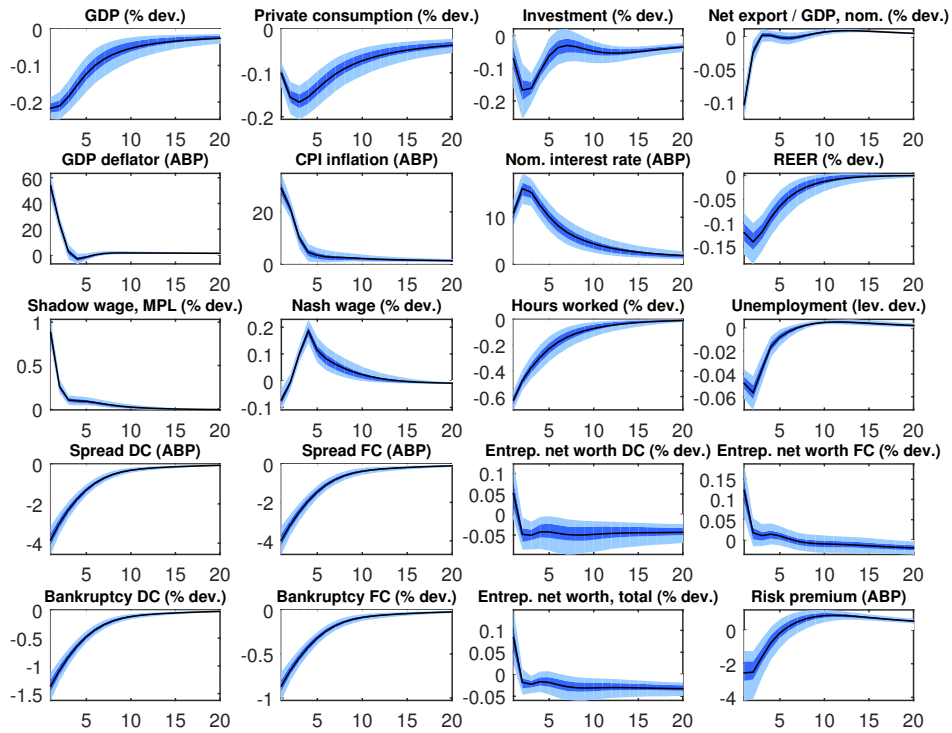 GDP (% dev.) Private consumption (% dev.) Investment (% dev.) Net export / GDP, nom. (% dev.)
0 0 0 0
-0.1 -0.1 -0.1 -0.05
-0.2 -0.2 -0.2 -0.1
5 10 15 20 5 10 15 20 5 10 15 20 5 10 15 20
GDP deflator (ABP) CPI inflation (ABP) Nom. interest rate (ABP) REER (% dev.)
60 0
40 20 10 -0.05
20 -0.1
0 0 0 -0.15
5 10 15 20 5 10 15 20 5 10 15 20 5 10 15 20
Shadow wage, MPL (% dev.) Nash wage (% dev.) Hours worked (% dev.) Unemployment (lev. dev.)
1 0.2 0 0
0.5 0.1 -0.2 -0.02
0 -0.4 -0.04
0 -0.1 -0.6 -0.06
5 10 15 20 5 10 15 20 5 10 15 20 5 10 15 20
Spread DC (ABP) Spread FC (ABP) Entrep. net worth DC (% dev.) Entrep. net worth FC (% dev.)
0 0 0.1 0.15
-2 -2 0.05 0.1
0 0.05
-4 -4 -0.05 0
5 10 15 20 5 10 15 20 5 10 15 20 5 10 15 20
Bankruptcy DC (% dev.) Bankruptcy FC (% dev.) Entrep. net worth, total (% dev.) Risk premium (ABP)
0 0 0.1 0
-0.5 -0.5 0.05 -2
-1 0
-1.5 -1 -0.05 -4
5 10 15 20 5 10 15 20 5 10 15 20 5 10 15 20